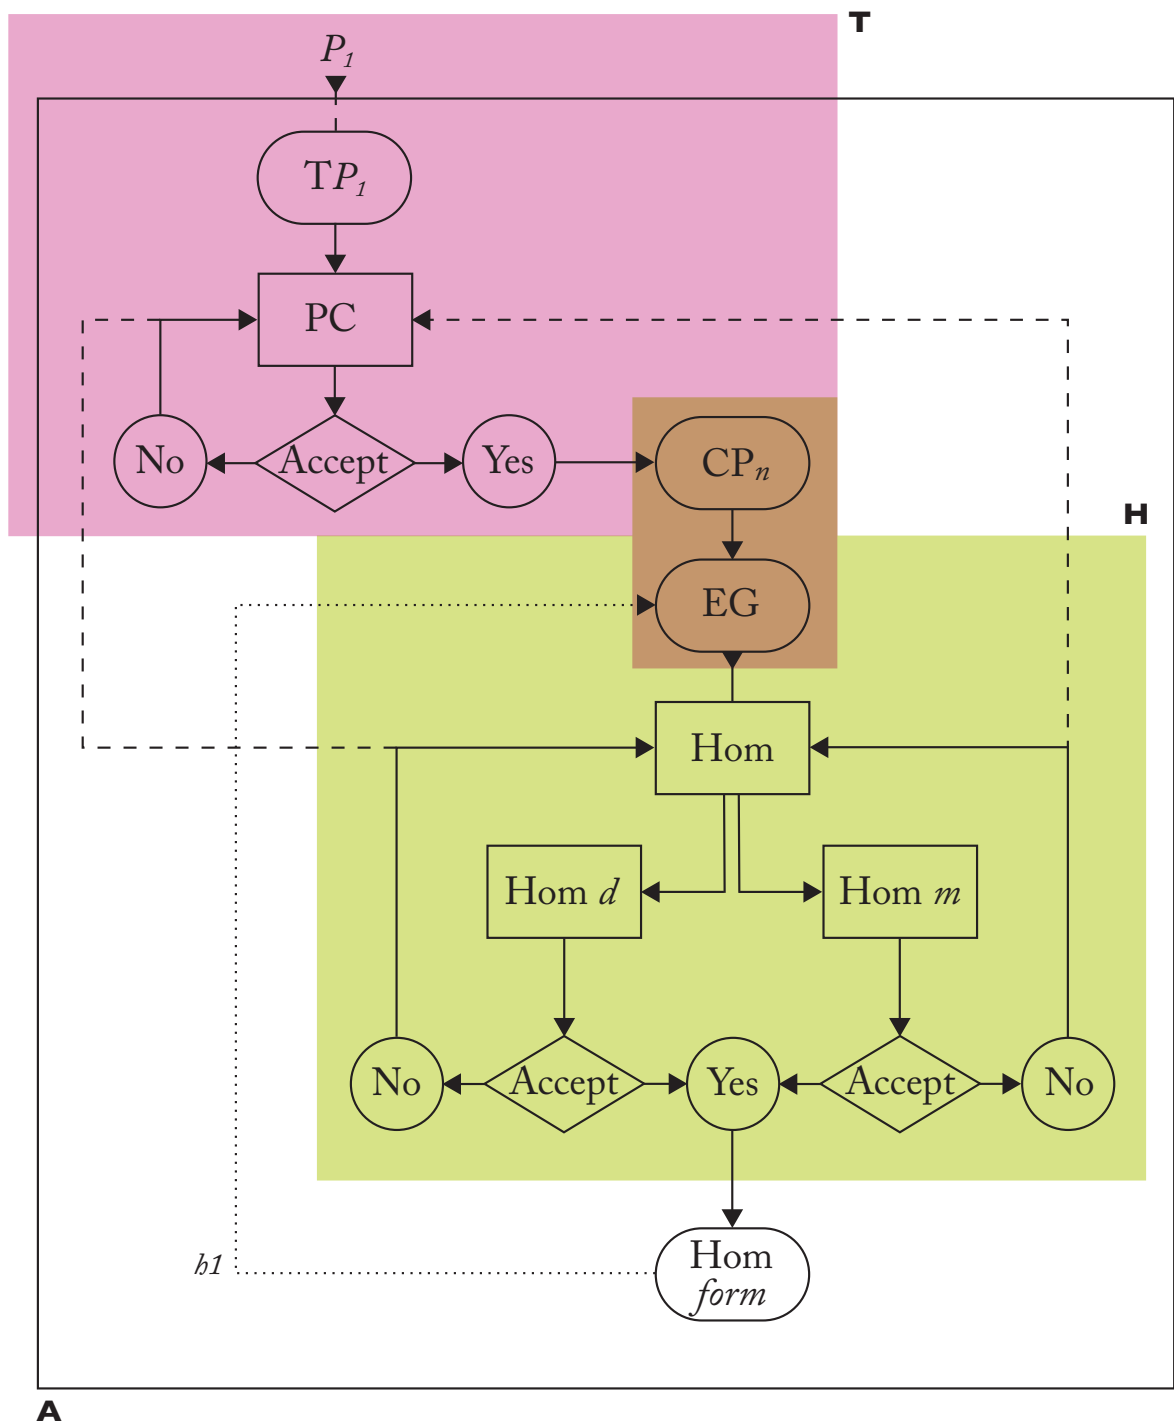 T
P1
TP1
PC
No
Accept
Yes
CPn
H
EG
Hom
Hom d
Hom m
No
Accept
Yes
Accept
No
h1
Hom
form
A